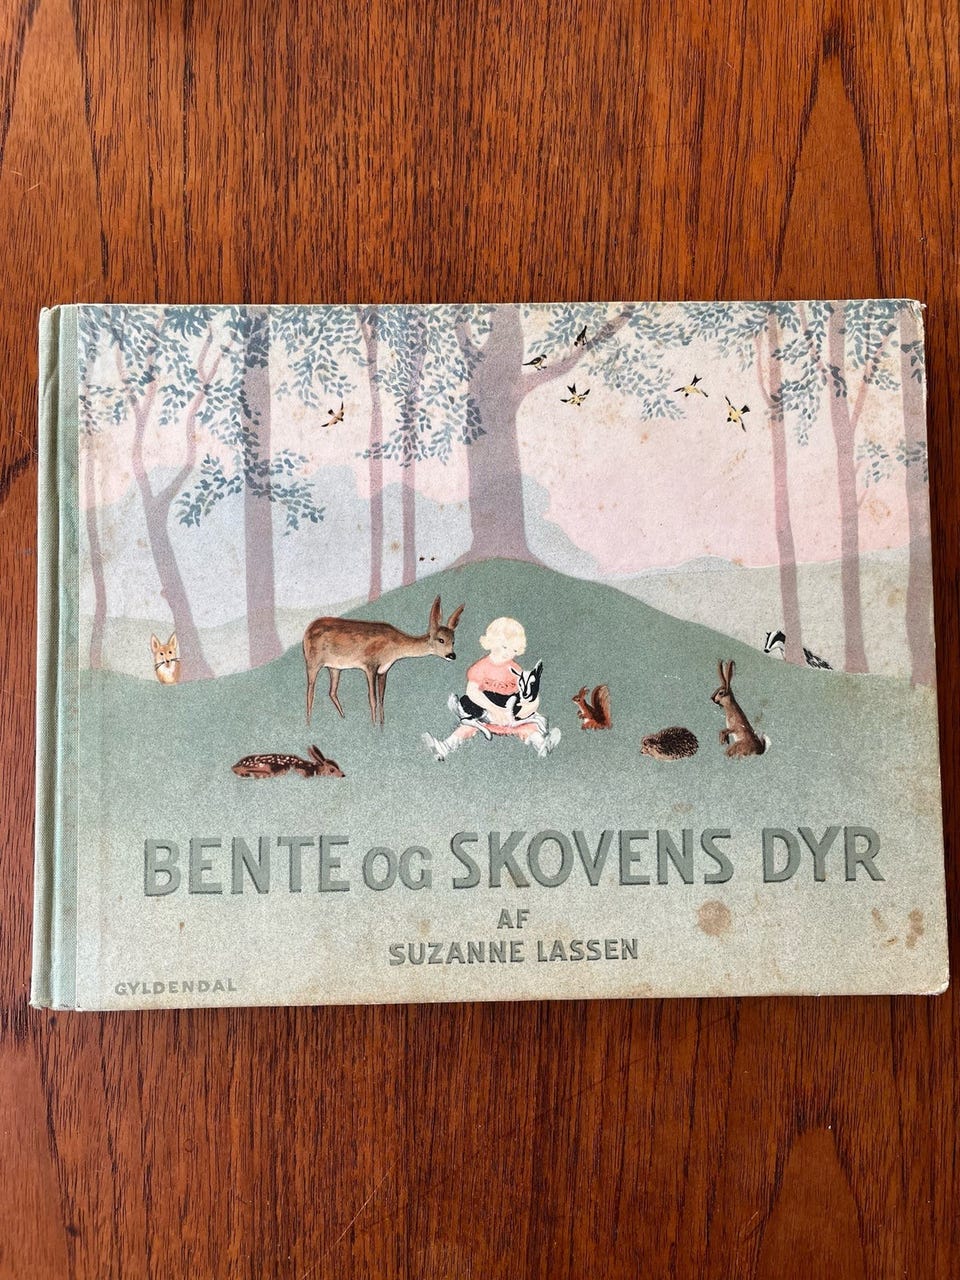 BENTE OG SKOVENS DYR
AF
SUZANNE LASSEN
GYLDENDAL